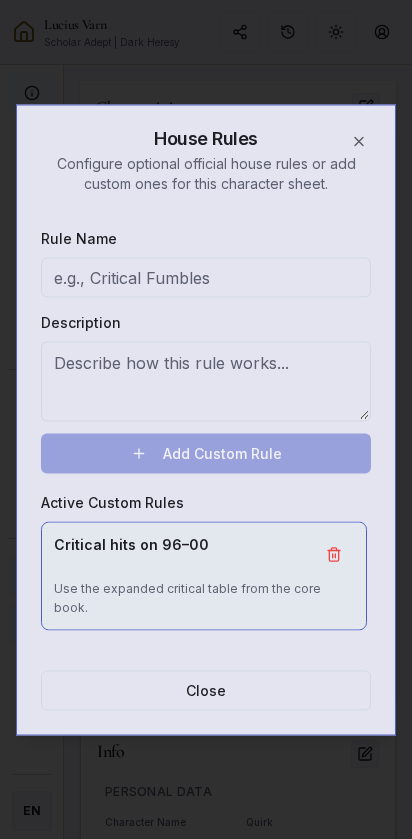 Lucius Varn
Scholar Adept | Dark Heresy
House Rules
Configure optional official house rules or add
custom ones for this character sheet.
Rule Name
e.g., Critical Fumbles
Description
Describe how this rule works...
Add Custom Rule
Active Custom Rules
Critical hits on 96–00
Use the expanded critical table from the core
book.
Close
Info
PERSONAL DATA
EN
Character Name
Quirk